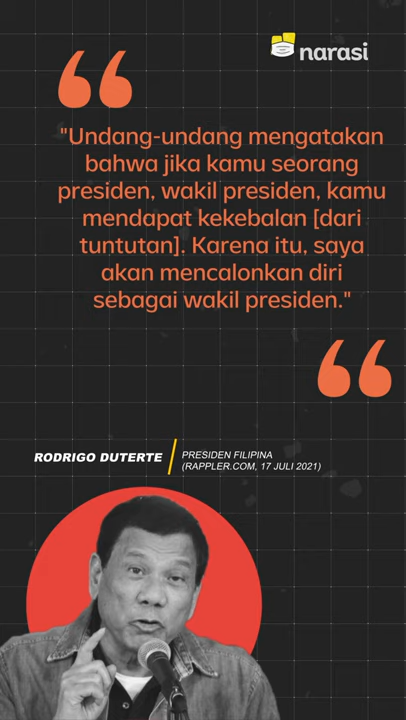 narasi
"Undang-undang mengatakan
bahwa jika kamu seorang
presiden, wakil presiden, kamu
mendapat kekebalan [dari
tuntutan]. Karena itu, saya
akan mencalonkan diri
sebagai wakil presiden."
RODRIGO DUTERTE
PRESIDEN FILIPINA
(RAPPLER.COM, 17 JULI 2021)